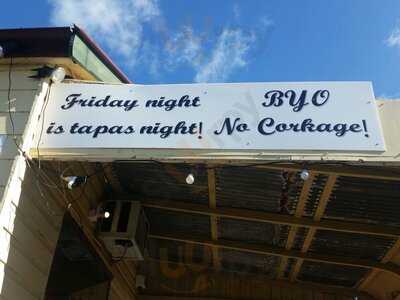 Friday night
is tapas night!
BYO
No Corkage!